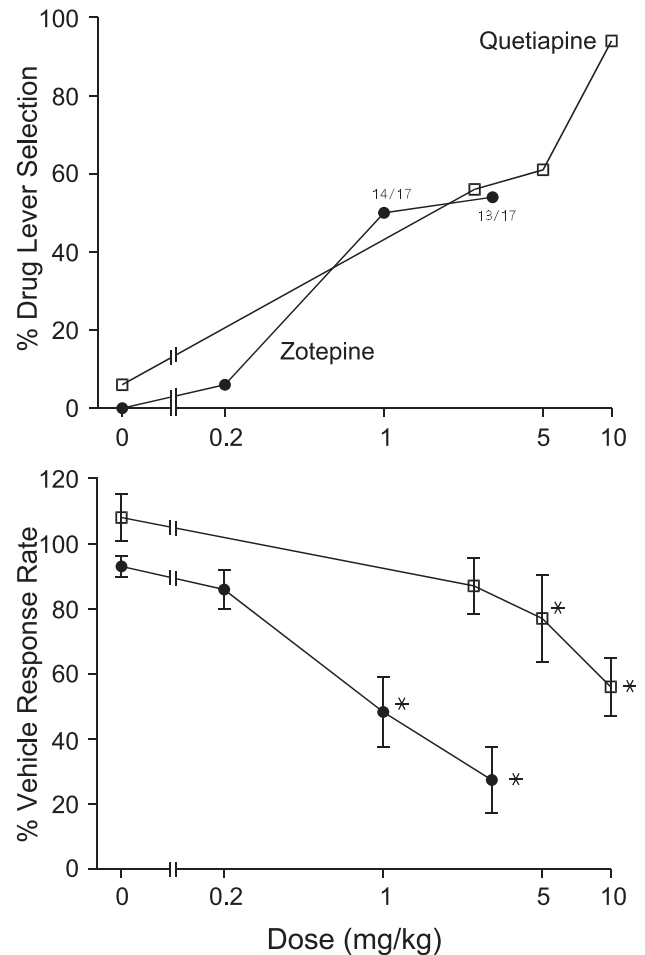 100
Quetiapine
80
60
14/17
13/17
40
20
Zotepine
0
% Drug Lever Selection
0 0.2 1 5 10
120
100
80
60
40
20
0
% Vehicle Response Rate
0 0.2 1 5 10
Dose (mg/kg)